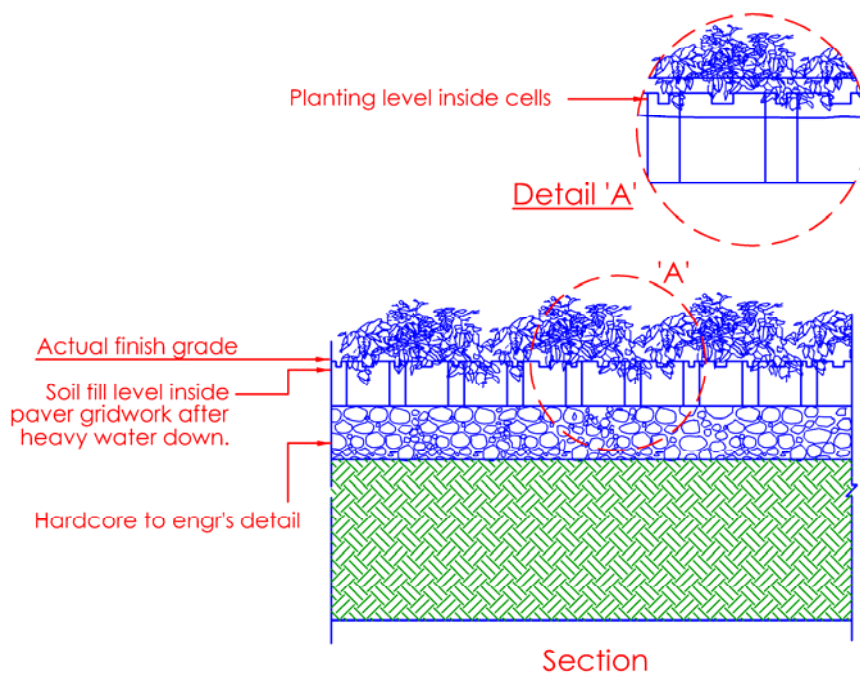 Planting level inside cells
Detail 'A'
'A'
Actual finish grade
Soil fill level inside
paver gridwork after
heavy water down.
Hardcore to engr's detail
Section